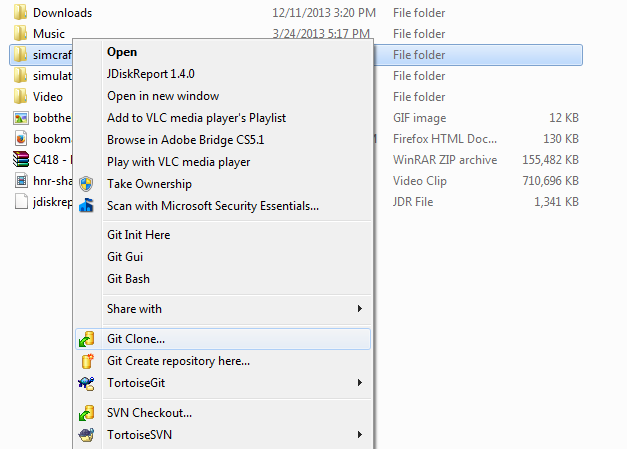 Downloads 12/11/2013 3:20 PM File folder
Music 3/24/2013 5:17 PM File folder
simcraf File folder
simulat File folder
Video File folder
bobthe GIF image 12 KB
bookma Firefox HTML Doc... 130 KB
C418 - WinRAR ZIP archive 155,482 KB
hnr-sha Video Clip 710,696 KB
jdiskrep JDR File 1,341 KB
Open
JDiskReport 1.4.0
Open in new window
Add to VLC media player's Playlist
Browse in Adobe Bridge CS5.1
Play with VLC media player
Take Ownership
Scan with Microsoft Security Essentials...
Git Init Here
Git Gui
Git Bash
Share with
Git Clone...
Git Create repository here...
TortoiseGit
SVN Checkout...
TortoiseSVN